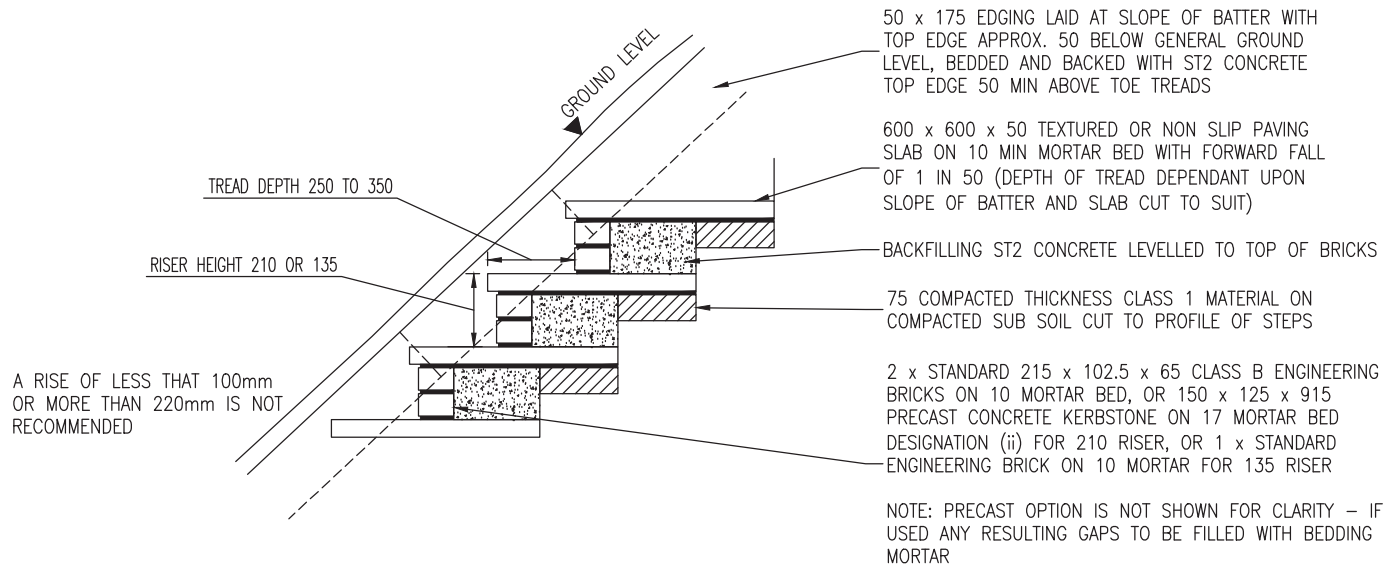 50 x 175 EDGING LAID AT SLOPE OF BATTER WITH
TOP EDGE APPROX. 50 BELOW GENERAL GROUND
LEVEL, BEDDED AND BACKED WITH ST2 CONCRETE
TOP EDGE 50 MIN ABOVE TOE TREADS
GROUND LEVEL
600 x 600 x 50 TEXTURED OR NON SLIP PAVING
SLAB ON 10 MIN MORTAR BED WITH FORWARD FALL
OF 1 IN 50 (DEPTH OF TREAD DEPENDANT UPON
SLOPE OF BATTER AND SLAB CUT TO SUIT)
TREAD DEPTH 250 TO 350
BACKFILLING ST2 CONCRETE LEVELLED TO TOP OF BRICKS
RISER HEIGHT 210 OR 135
75 COMPACTED THICKNESS CLASS 1 MATERIAL ON
COMPACTED SUB SOIL CUT TO PROFILE OF STEPS
A RISE OF LESS THAT 100mm
OR MORE THAN 220mm IS NOT
RECOMMENDED
2 x STANDARD 215 x 102.5 x 65 CLASS B ENGINEERING
BRICKS ON 10 MORTAR BED, OR 150 x 125 x 915
PRECAST CONCRETE KERBSTONE ON 17 MORTAR BED
DESIGNATION (ii) FOR 210 RISER, OR 1 x STANDARD
ENGINEERING BRICK ON 10 MORTAR FOR 135 RISER
NOTE: PRECAST OPTION IS NOT SHOWN FOR CLARITY – IF
USED ANY RESULTING GAPS TO BE FILLED WITH BEDDING
MORTAR